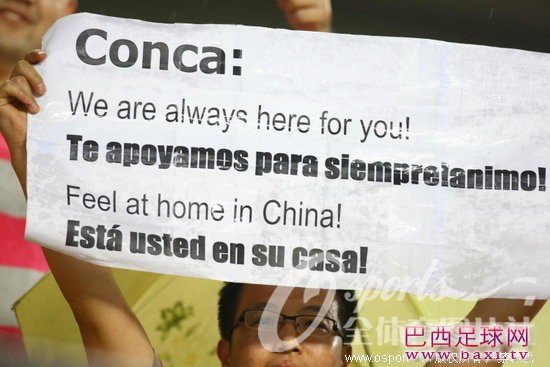 Conca:
We are always here for you!
Te apoyamos para siempre!animo!
Feel at home in China!
Está usted en su casa!
巴西足球网
www.baxi.tv